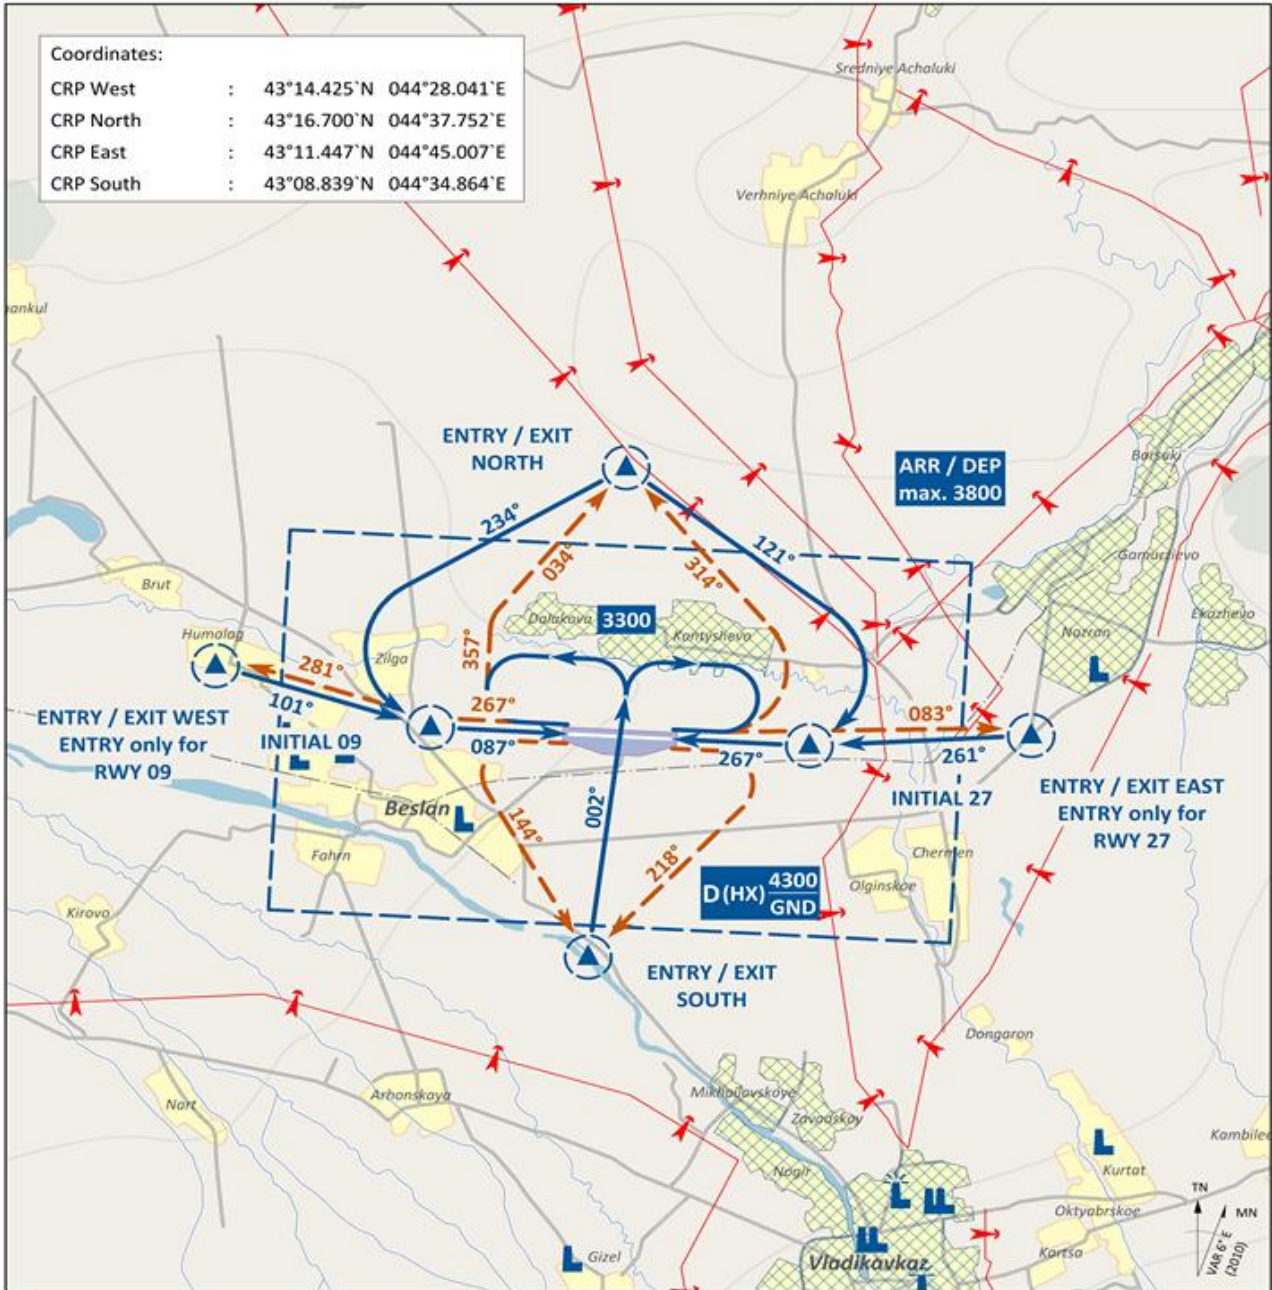 Coordinates:
CRP West : 43°14.425`N 044°28.041`E
CRP North : 43°16.700`N 044°37.752`E
CRP East : 43°11.447`N 044°45.007`E
CRP South : 43°08.839`N 044°34.864`E
Sredniye Achaluki
Verhniye Achaluki
ankul
ENTRY / EXIT
NORTH
ARR / DEP
max. 3800
Barsuki
234°
121°
Gamurzievo
034°
314°
Brut
Ekazhevo
Dalakova
3300
Kantyshevo
Humalag
Zilga
Nazran
357°
281°
101°
267°
083°
ENTRY / EXIT WEST
ENTRY only for
RWY 09
INITIAL 09
087°
267°
261°
ENTRY / EXIT EAST
ENTRY only for
RWY 27
INITIAL 27
Beslan
002°
144°
218°
Fahrn
Chermen
Olginskoe
D(HX) 4300
GND
Kirovo
ENTRY / EXIT
SOUTH
Dongaron
Mikhailovskoye
Nart
Arhonskaya
Zavodskoy
Kambilee
Nogir
Kurtat
TN
MN
VAR 6° E
(2010)
Oktyabrskoe
Kartsa
Gizel
Vladikavkaz